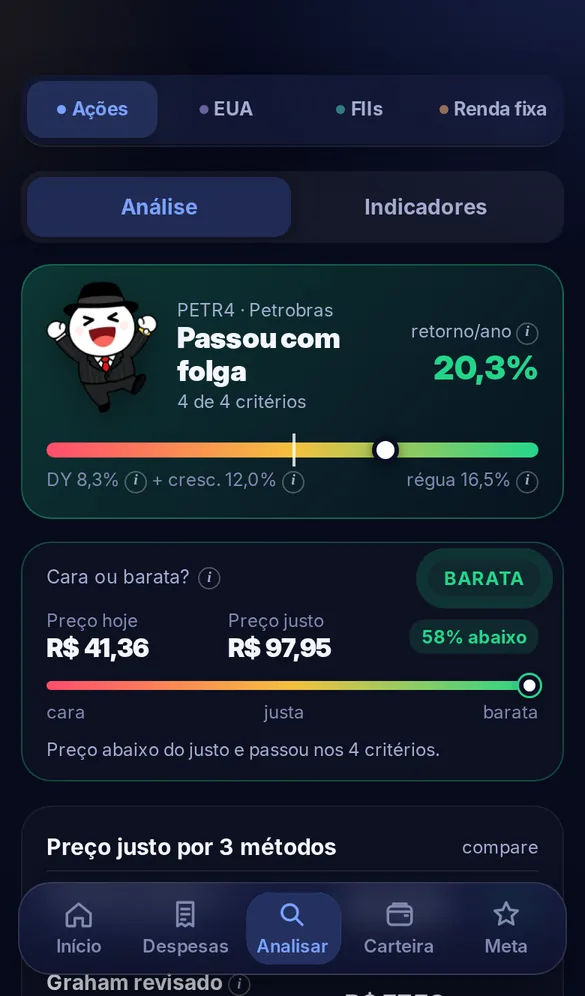 Ações
EUA
FIIs
Renda fixa
Análise
Indicadores
PETR4 · Petrobras
Passou com
folga
4 de 4 critérios
retorno/ano i
20,3%
DY 8,3% i + cresc. 12,0% i
régua 16,5% i
Cara ou barata? i
BARATA
Preço hoje
R$ 41,36
Preço justo
R$ 97,95
58% abaixo
cara
justa
barata
Preço abaixo do justo e passou nos 4 critérios.
Preço justo por 3 métodos
compare
Início
Despesas
Analisar
Carteira
Meta
Graham revisado i